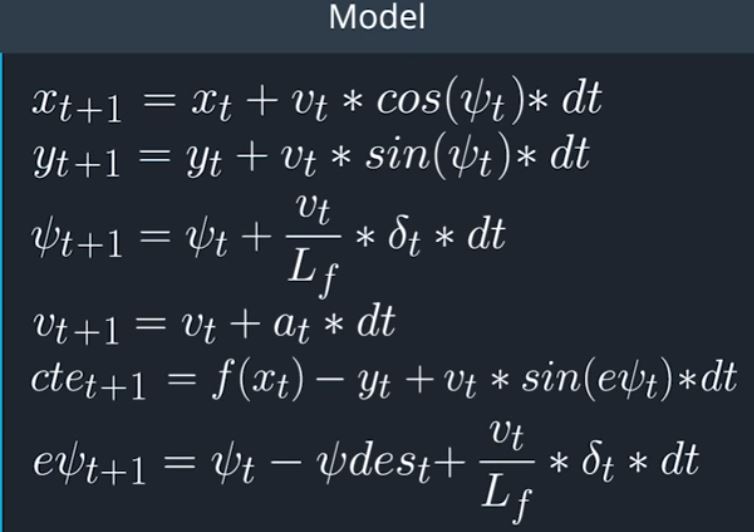 Model
x_{t+1} = x_t + v_t * cos(ψ_t)* dt
y_{t+1} = y_t + v_t * sin(ψ_t)* dt
ψ_{t+1} = ψ_t + \frac{v_t}{L_f} * δ_t * dt
v_{t+1} = v_t + a_t * dt
cte_{t+1} = f(x_t) − y_t + v_t * sin(eψ_t)*dt
eψ_{t+1} = ψ_t − ψdes_t+ \frac{v_t}{L_f} * δ_t * dt